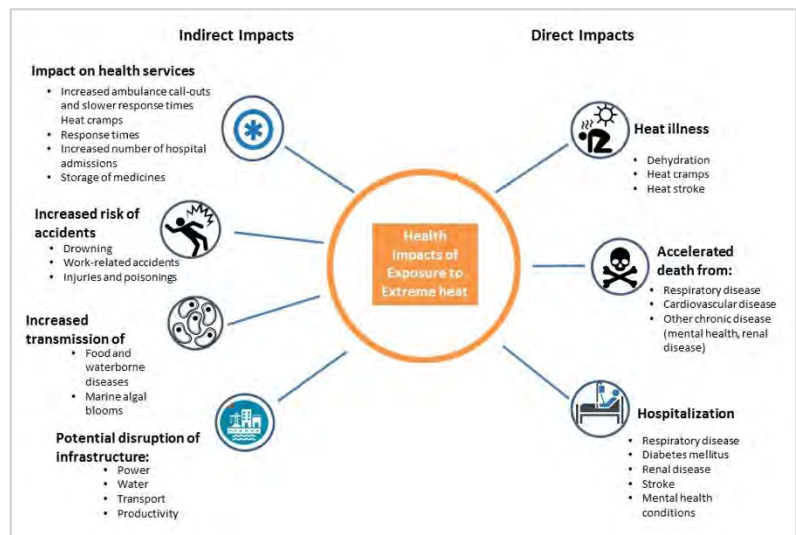 Indirect Impacts
Impact on health services
• Increased ambulance call-outs
and slower response times
Heat cramps
• Response times
• Increased number of hospital
admissions
• Storage of medicines
Increased risk of
accidents
• Drowning
• Work-related accidents
• Injuries and poisonings
Increased
transmission of
• Food and
waterborne
diseases
• Marine algal
blooms
Potential disruption of
infrastructure:
• Power
• Water
• Transport
• Productivity
Health
Impacts of
Exposure to
Extreme heat
Direct Impacts
Heat illness
• Dehydration
• Heat cramps
• Heat stroke
Accelerated
death from:
• Respiratory disease
• Cardiovascular disease
• Other chronic disease
(mental health, renal
disease)
Hospitalization
• Respiratory disease
• Diabetes mellitus
• Renal disease
• Stroke
• Mental health
conditions